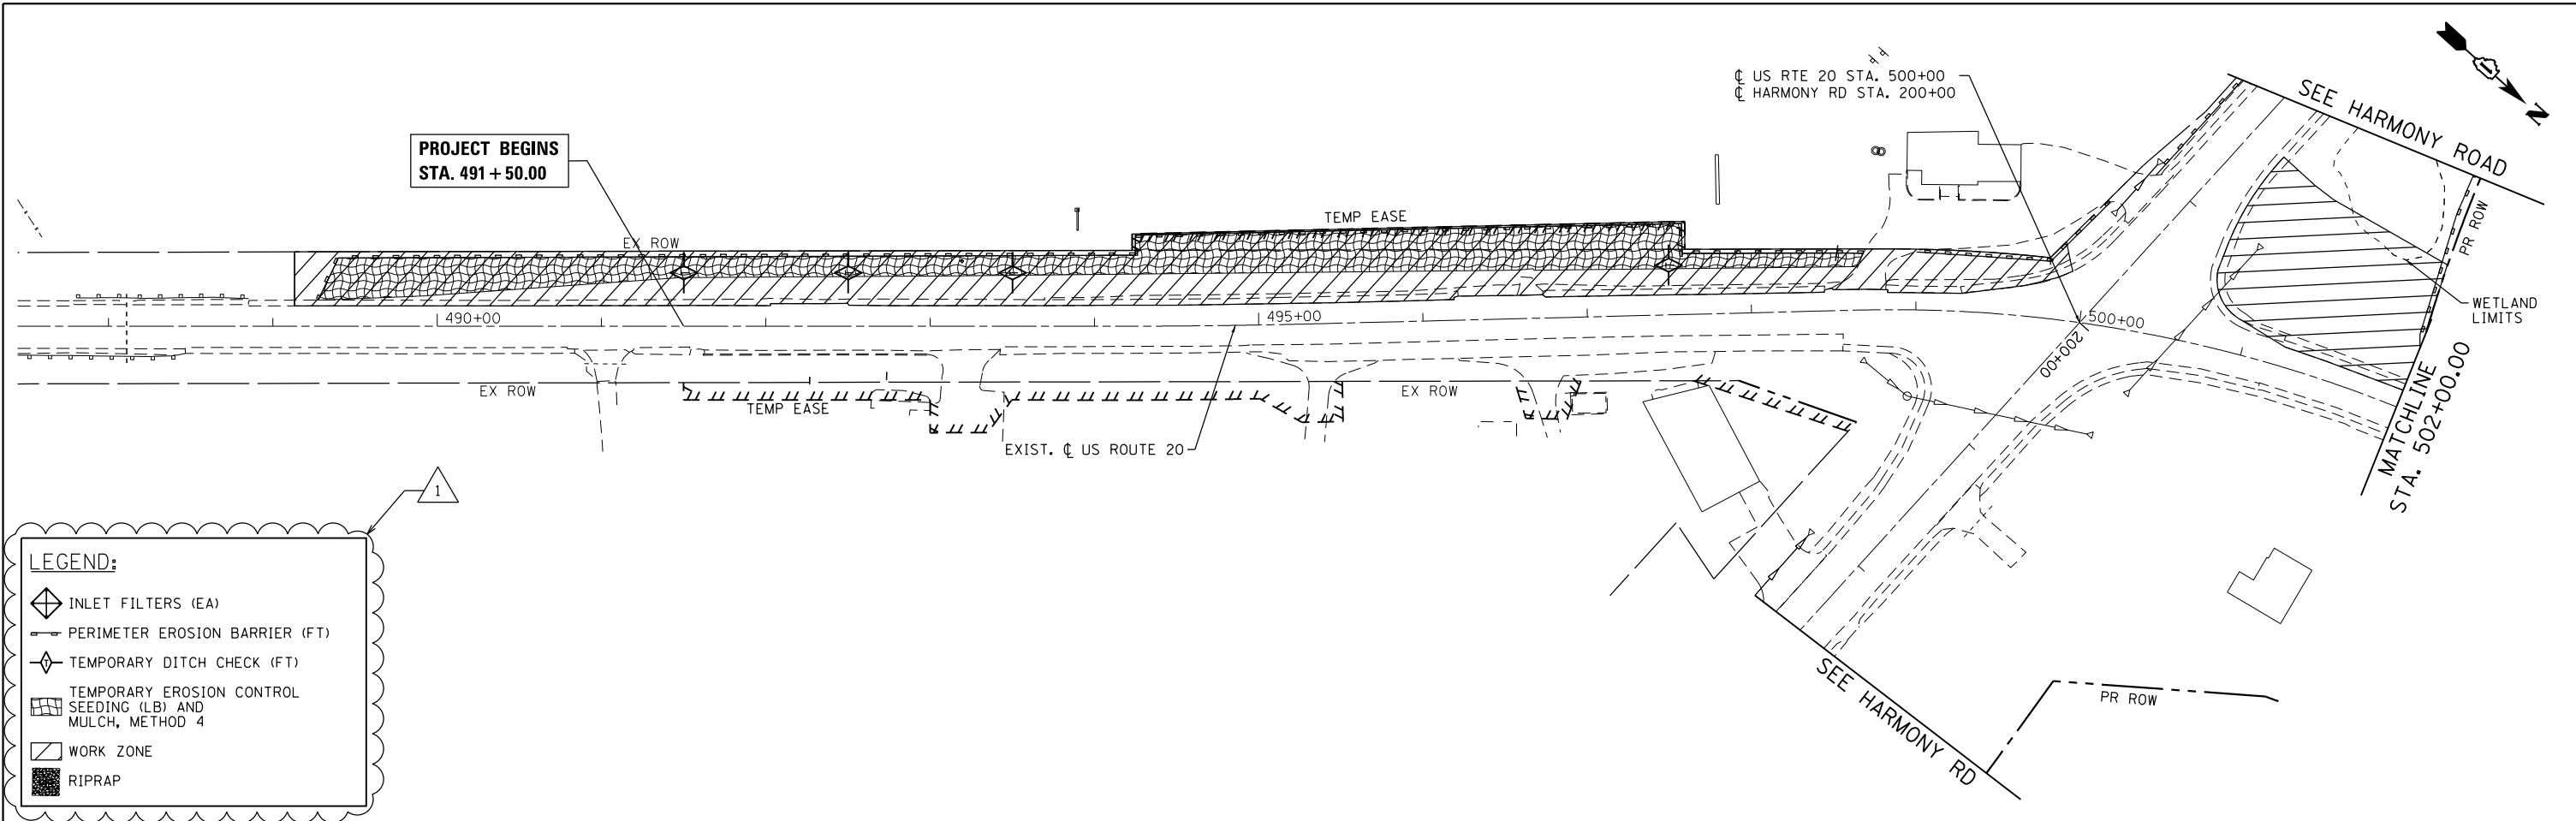 ℄ US RTE 20 STA. 500+00
℄ HARMONY RD STA. 200+00
N
SEE HARMONY ROAD
PROJECT BEGINS
STA. 491+50.00
TEMP EASE
EX ROW
PR ROW
WETLAND
LIMITS
490+00
495+00
500+00
200+00
EX ROW
TEMP EASE
EX ROW
EXIST. ℄ US ROUTE 20
MATCHLINE
STA. 502+00.00
1
LEGEND:
INLET FILTERS (EA)
PERIMETER EROSION BARRIER (FT)
T
TEMPORARY DITCH CHECK (FT)
TEMPORARY EROSION CONTROL
SEEDING (LB) AND
MULCH, METHOD 4
WORK ZONE
RIPRAP
SEE HARMONY RD
PR ROW